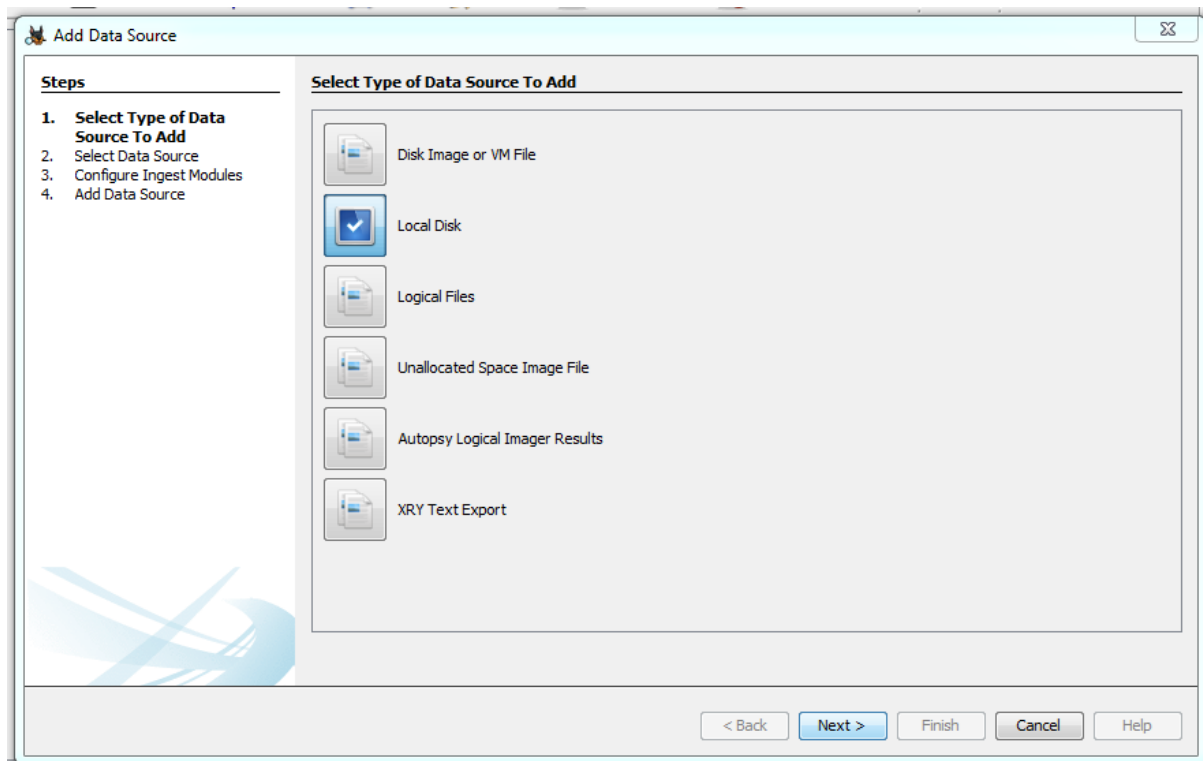 Add Data Source
Steps
1. Select Type of Data
Source To Add
2. Select Data Source
3. Configure Ingest Modules
4. Add Data Source
Select Type of Data Source To Add
Disk Image or VM File
Local Disk
Logical Files
Unallocated Space Image File
Autopsy Logical Imager Results
XRY Text Export
< Back Next > Finish Cancel Help